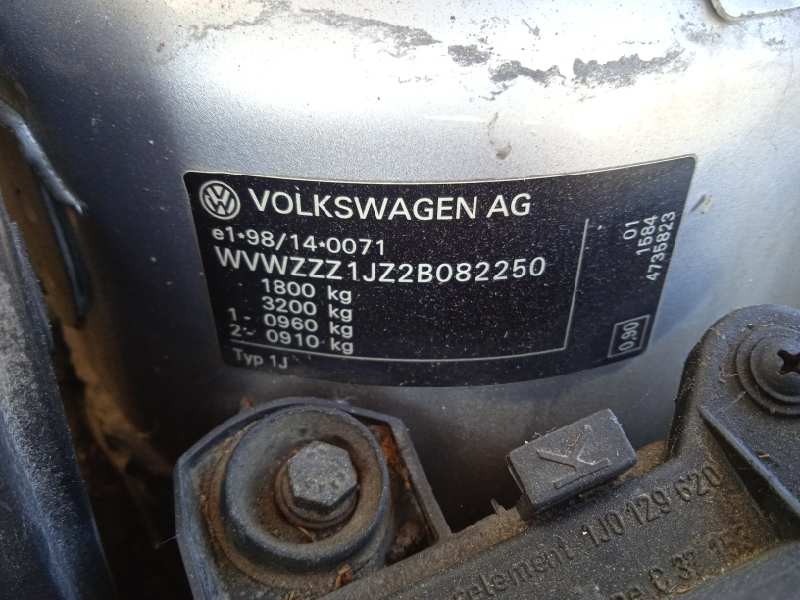 VOLKSWAGEN AG
e1*98/14*0071
WVWZZZ1JZ2B082250
1800 kg
3200 kg
1 - 0960 kg
2 - 0910 kg
Typ 1J
01
1584
4735823
0,90
element 1J0 129 620